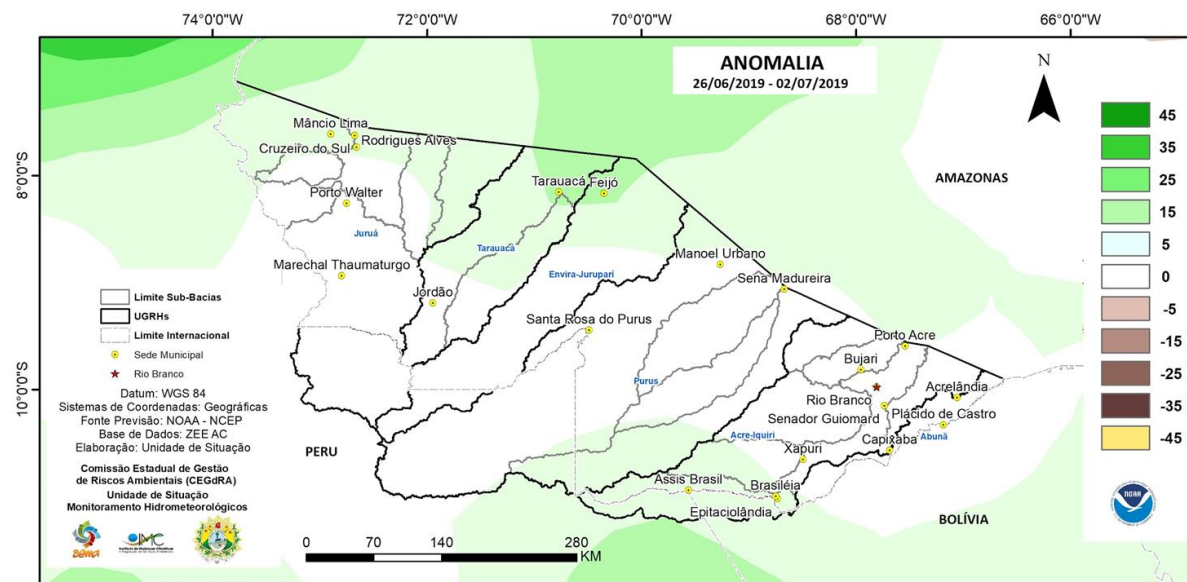 74°0'0"W 72°0'0"W 70°0'0"W 68°0'0"W 66°0'0"W
ANOMALIA
26/06/2019 - 02/07/2019
N
8°0'0"S
10°0'0"S
Mâncio Lima
Rodrigues Alves
Cruzeiro do Sul
Porto Walter
Juruá
Marechal Thaumaturgo
Jordão
Tarauacá
Feijó
Tarauacá
Envira-Jurupari
Manoel Urbano
Sena Madureira
Santa Rosa do Purus
Purus
Porto Acre
Bujari
Rio Branco
Acrelândia
Senador Guiomard
Plácido de Castro
Acre-Iquiri
Capixaba
Abunã
Xapuri
Assis Brasil
Brasiléia
Epitaciolândia
AMAZONAS
PERU
BOLÍVIA
45
35
25
15
5
0
-5
-15
-25
-35
-45
Limite Sub-Bacias
UGRHs
Limite Internacional
Sede Municipal
Rio Branco
Datum: WGS 84
Sistemas de Coordenadas: Geográficas
Fonte Previsão: NOAA - NCEP
Base de Dados: ZEE AC
Elaboração: Unidade de Situação
Comissão Estadual de Gestão
de Riscos Ambientais (CEGdRA)
Unidade de Situação
Monitoramento Hidrometeorológicos
SEMA
IMC
0 70 140 280
KM
NOAA